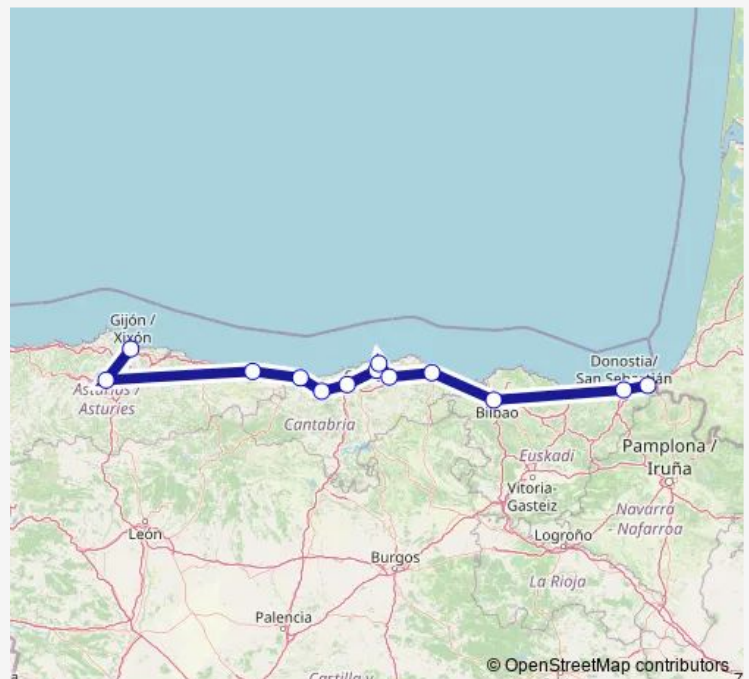 Gijón /
Xixón
Asturias /
Asturies
Cantabria
Donostia/
San Sebastián
Bilbao
Pamplona /
Iruña
Euskadi
Vitoria-
Gasteiz
Navarra
- Nafarroa
León
Logroño
Burgos
La Rioja
Palencia
Castilla y
© OpenStreetMap contributors